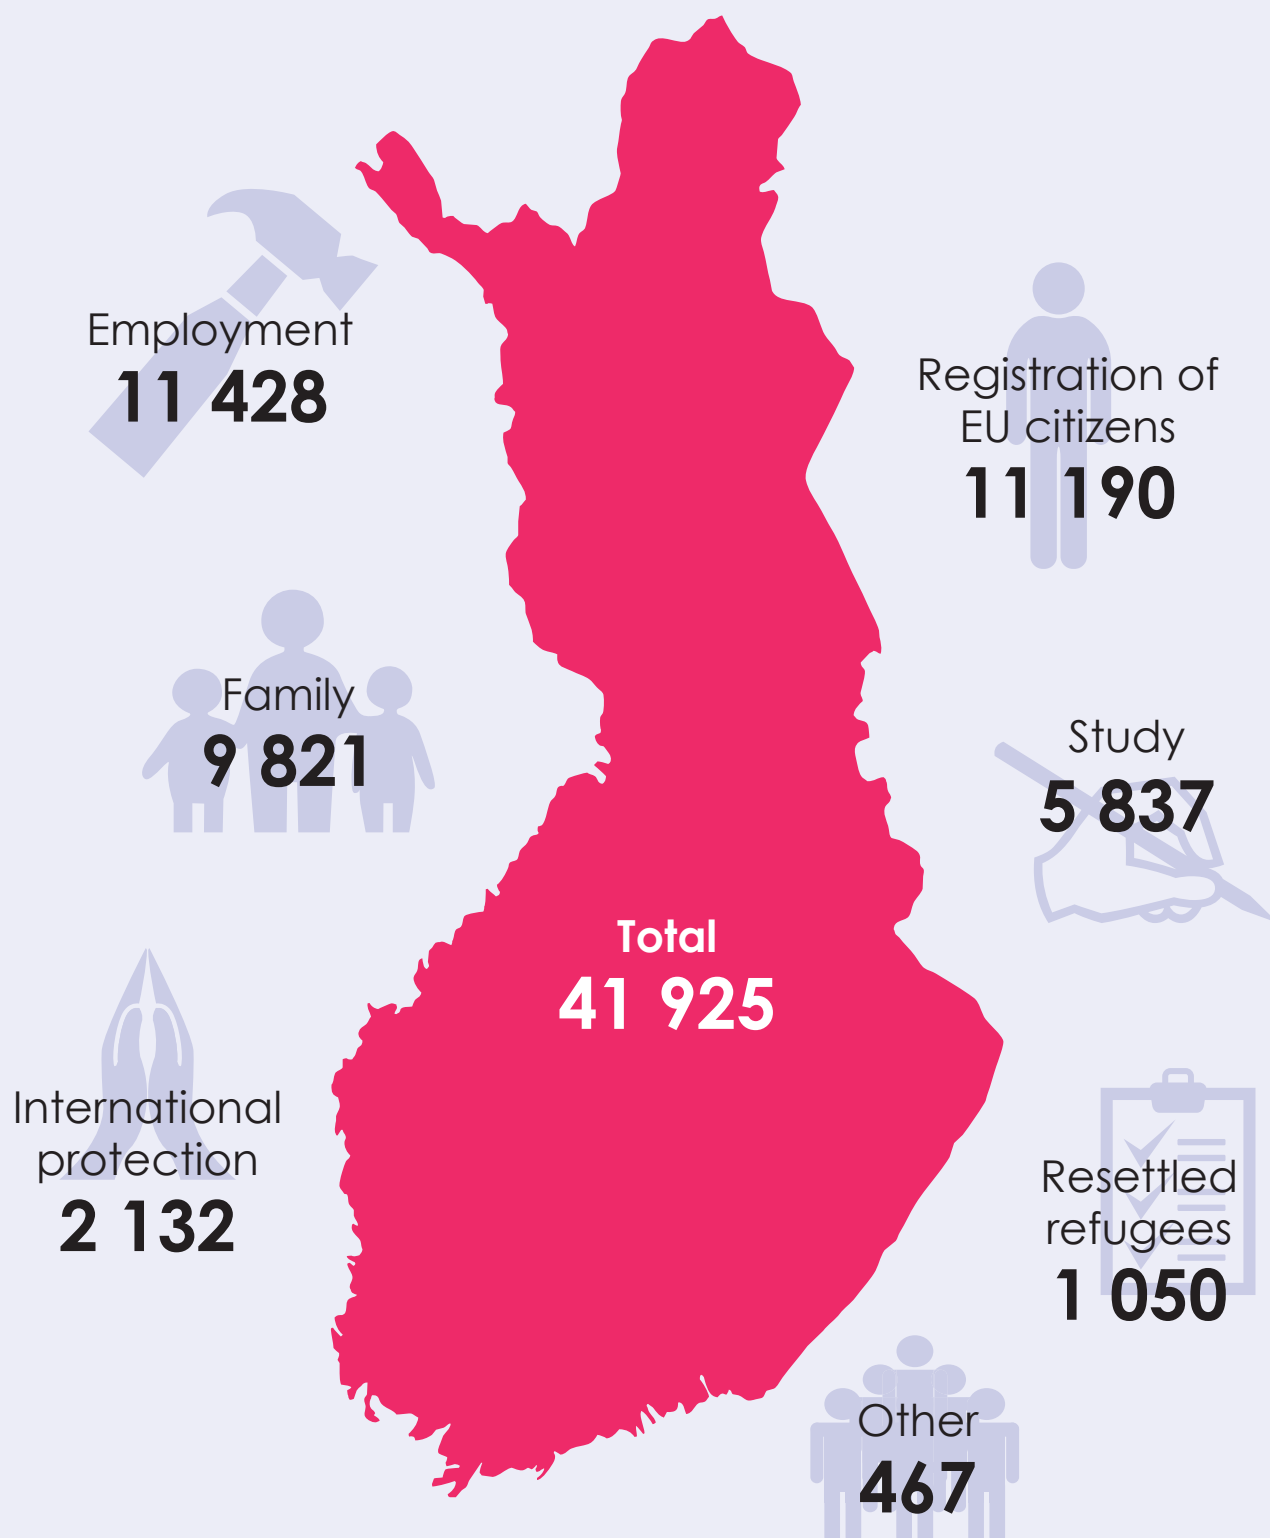 Employment
11 428
Registration of
EU citizens
11 190
Family
9 821
Study
5 837
Total
41 925
International
protection
2 132
Resettled
refugees
1 050
Other
467